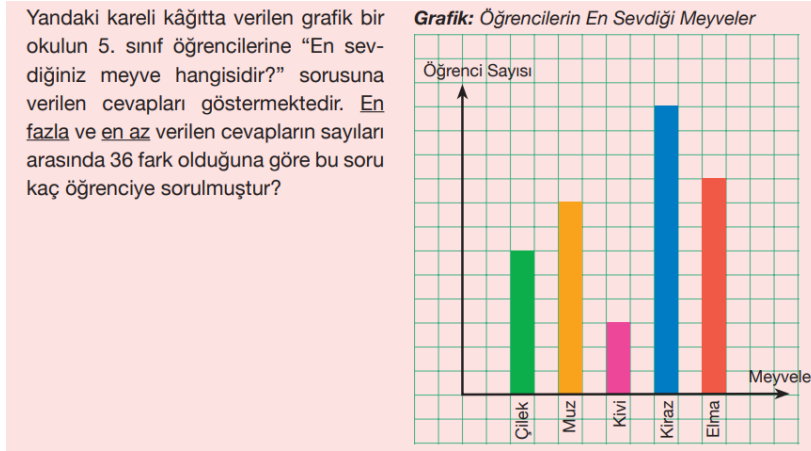 Yandaki kareli kâğıtta verilen grafik bir
okulun 5. sınıf öğrencilerine “En sev-
diğiniz meyve hangisidir?” sorusuna
verilen cevapları göstermektedir. En
fazla ve en az verilen cevapların sayıları
arasında 36 fark olduğuna göre bu soru
kaç öğrenciye sorulmuştur?
Grafik: Öğrencilerin En Sevdiği Meyveler
Öğrenci Sayısı
Meyvele
Çilek
Muz
Kivi
Kiraz
Elma